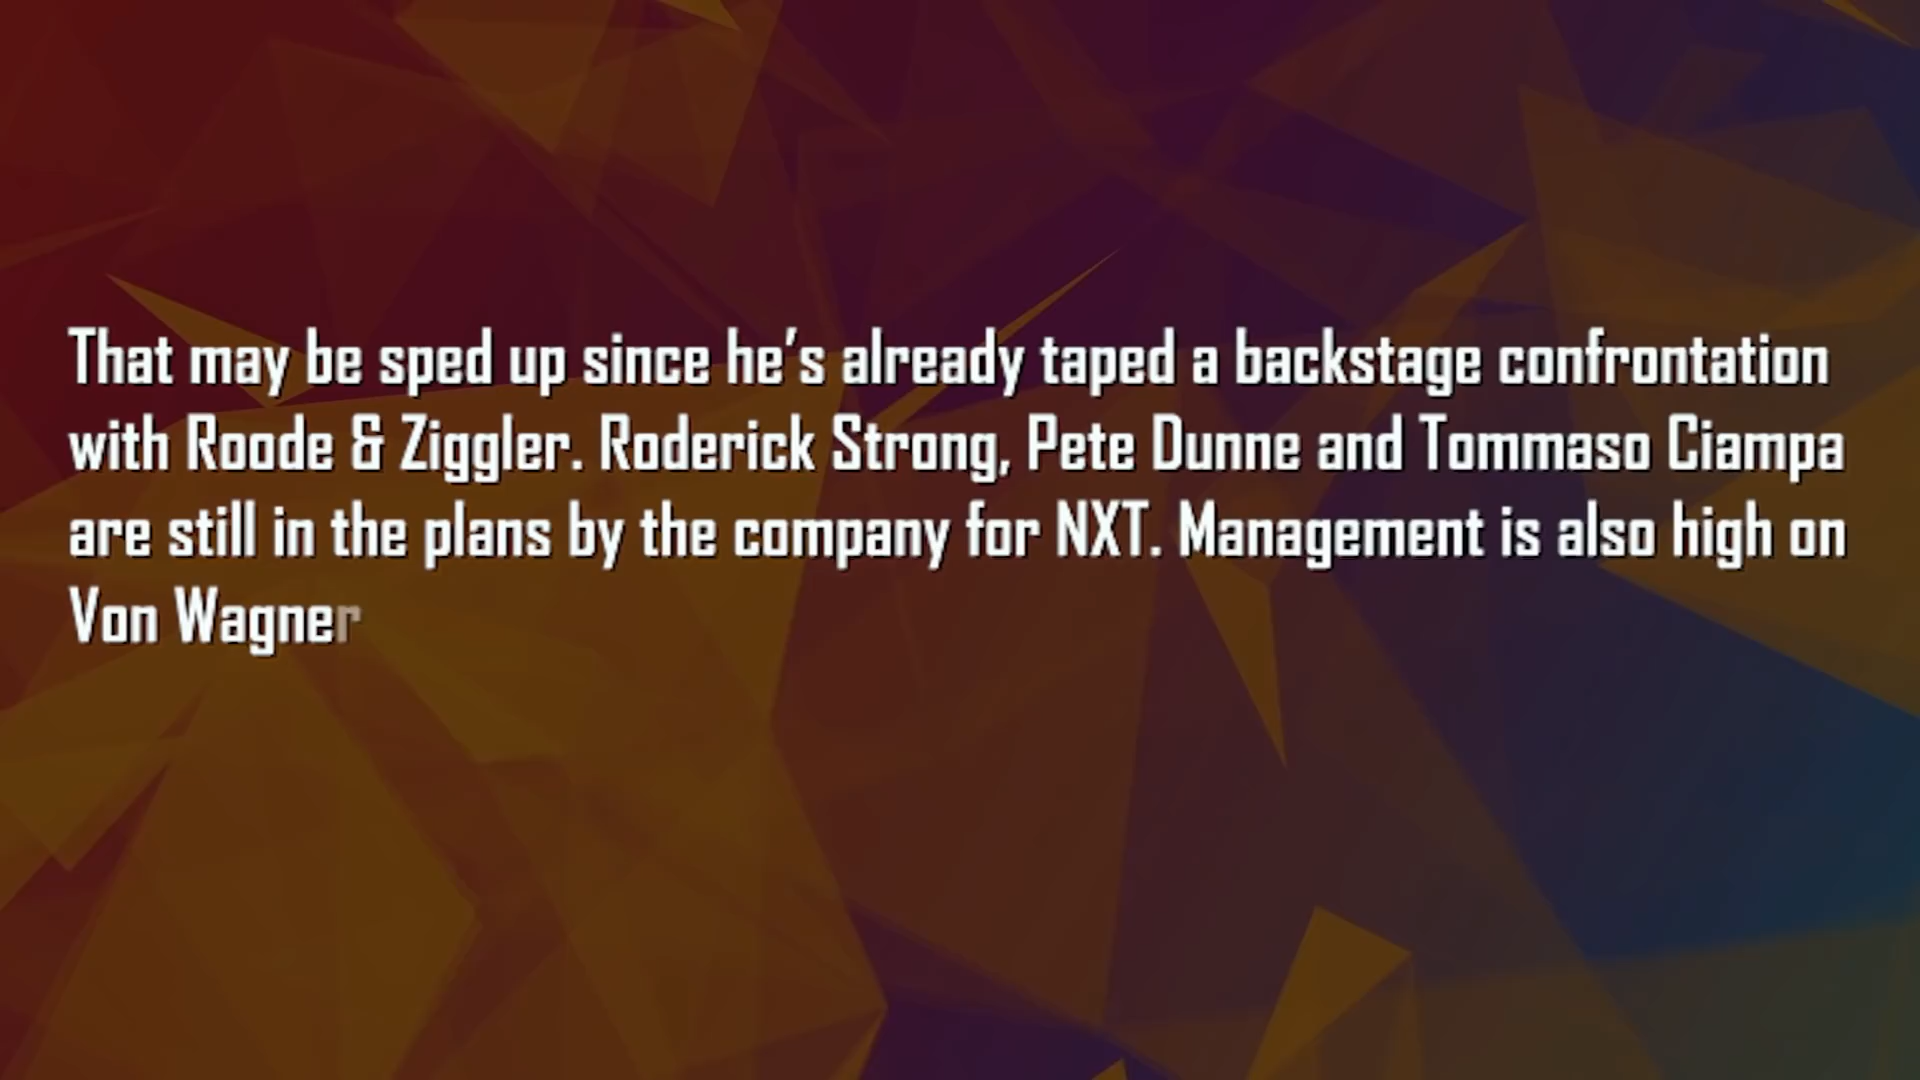 That may be sped up since he's already taped a backstage confrontation
with Roode & Ziggler. Roderick Strong, Pete Dunne and Tommaso Ciampa
are still in the plans by the company for NXT. Management is also high on
Von Wagner